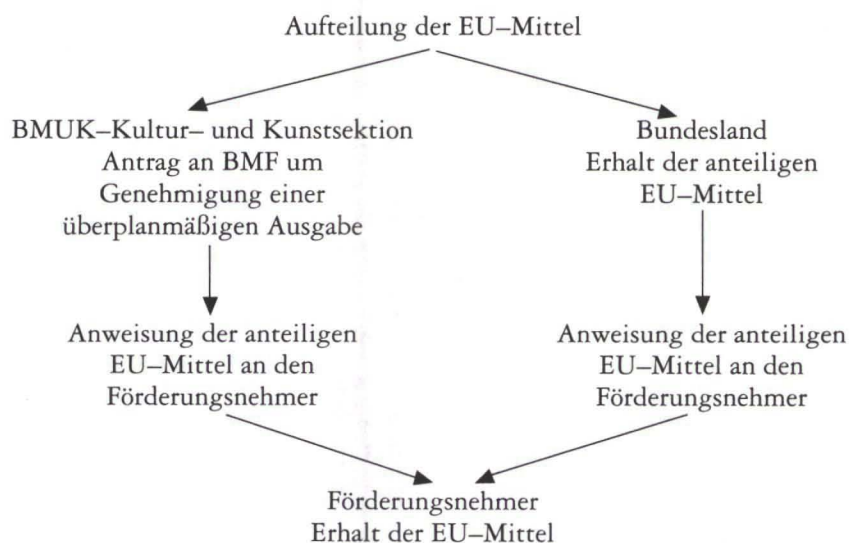 Aufteilung der EU–Mittel
BMUK–Kultur– und Kunstsektion
Antrag an BMF um
Genehmigung einer
überplanmäßigen Ausgabe
Bundesland
Erhalt der anteiligen
EU–Mittel
Anweisung der anteiligen
EU–Mittel an den
Förderungsnehmer
Anweisung der anteiligen
EU–Mittel an den
Förderungsnehmer
Förderungsnehmer
Erhalt der EU–Mittel